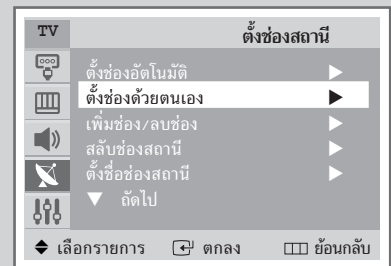 TV ตั้งช่องสถานี
ตั้งช่องอัตโนมัติ ▶
ตั้งช่องด้วยตนเอง ▶
เพิ่มช่อง/ลบช่อง ▶
สลับช่องสถานี ▶
ตั้งชื่อช่องสถานี ▶
▼ ถัดไป
เลือกรายการ ตกลง ย้อนกลับ